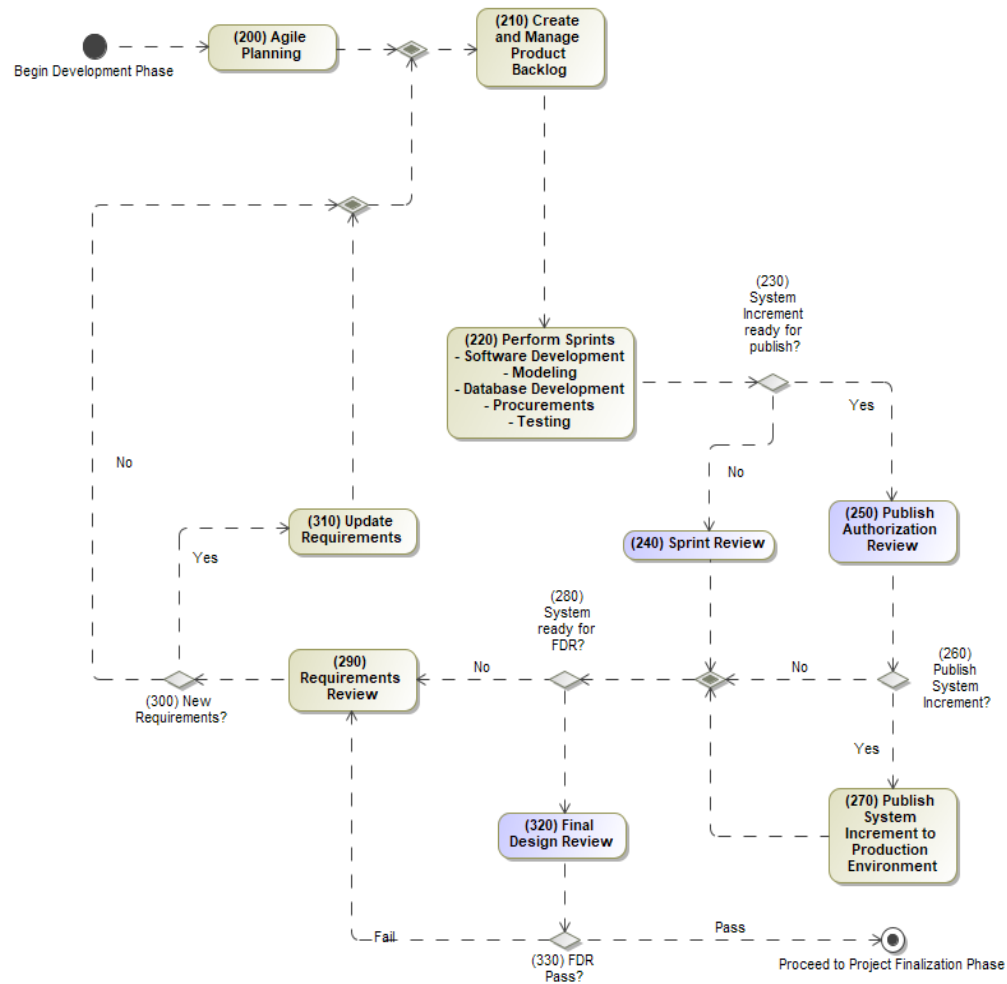 (200) Agile
Planning
(210) Create
and Manage
Product
Backlog
Begin Development Phase
(230)
System
Increment
ready for
publish?
(220) Perform Sprints
- Software Development
- Modeling
- Database Development
- Procurements
- Testing
Yes
No
No
(310) Update
Requirements
Yes
(240) Sprint Review
(250) Publish
Authorization
Review
(280)
System
ready for
FDR?
(260)
Publish
System
Increment?
(290)
Requirements
Review
No
No
(300) New
Requirements?
Yes
(270) Publish
System
Increment to
Production
Environment
(320) Final
Design Review
Fail
Pass
(330) FDR
Pass?
Proceed to Project Finalization Phase